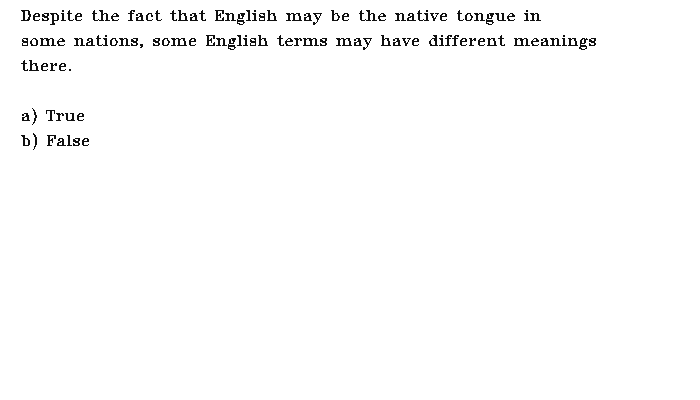 Despite the fact that English may be the native tongue in
some nations, some English terms may have different meanings
there.
a) True
b) False